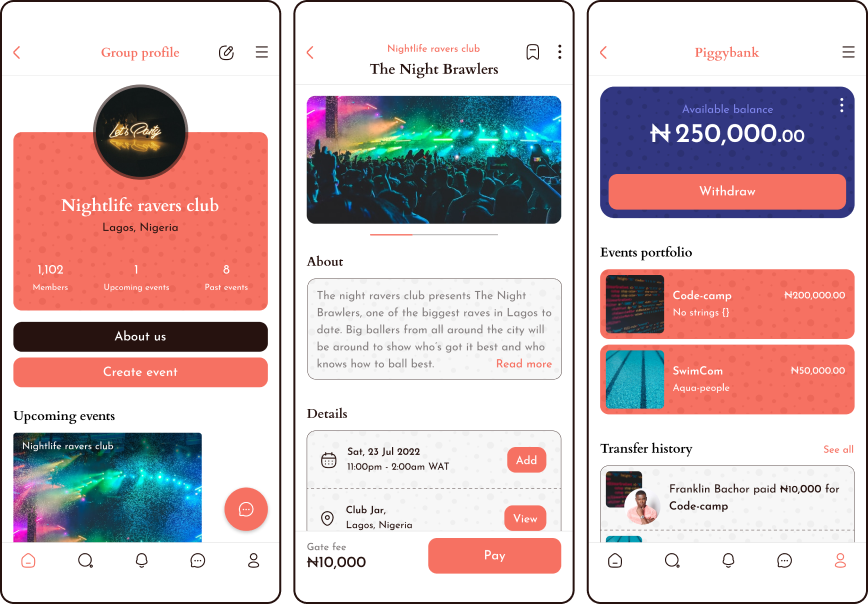 Group profile
Let's Party
Nightlife ravers club
Lagos, Nigeria
1,102
Members
1
Upcoming events
8
Past events
About us
Create event
Upcoming events
Nightlife ravers club
Nightlife ravers club
The Night Brawlers
About
The night ravers club presents The Night
Brawlers, one of the biggest raves in Lagos to
date. Big ballers from all around the city will
be around to show who's got it best and who
knows how to ball best.
Read more
Details
Sat, 23 Jul 2022
11:00pm - 2:00am WAT
Add
Club Jar,
Lagos, Nigeria
View
Gate fee
₦10,000
Pay
Piggybank
Available balance
₦250,000.00
Withdraw
Events portfolio
Code-camp
No strings {}
₦200,000.00
SwimCom
Aqua-people
₦50,000.00
Transfer history
See all
Franklin Bachor paid ₦10,000 for
Code-camp